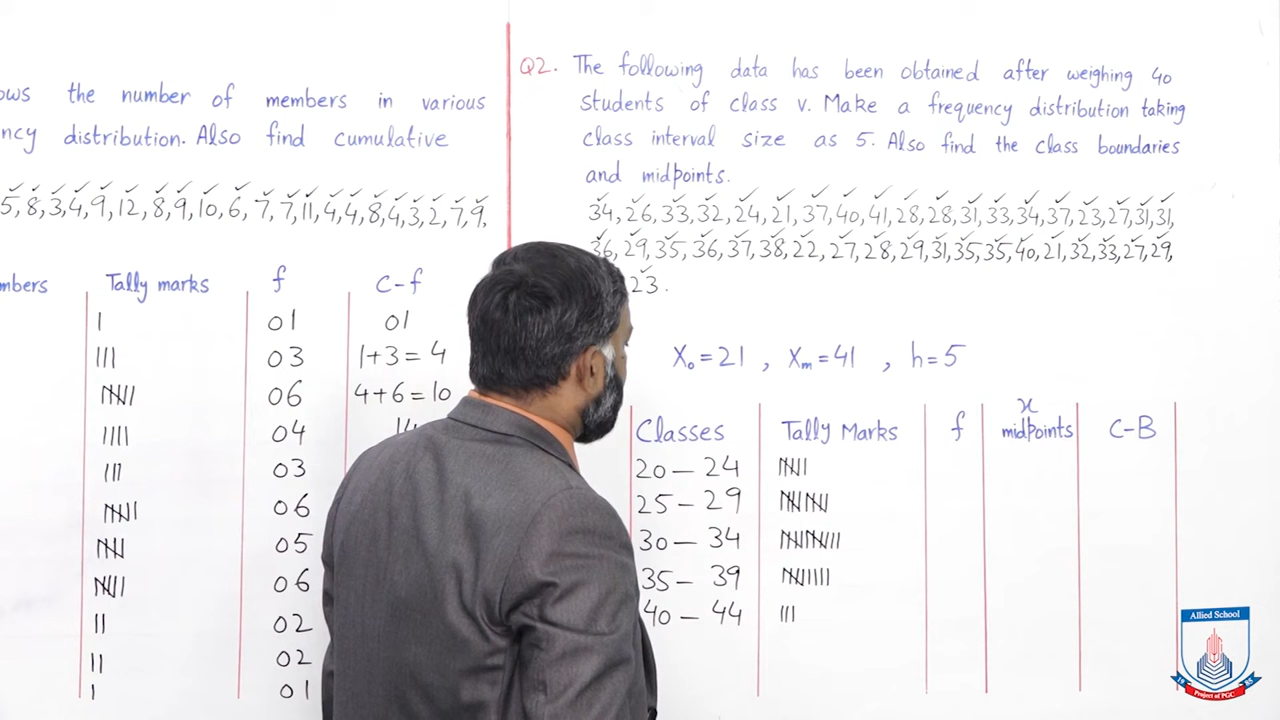 ows the number of members in various
ncy distribution. Also find cumulative
5, 8, 3, 4, 9, 12, 8, 9, 10, 6, 7, 7, 11, 4, 4, 8, 4, 3, 2, 7, 9,
mbers Tally marks f C-f
| 01 01
||| 03 1+3=4
06 4+6=10
|||| 04 14
||| 03
06
05
06
|| 02
|| 02
| 01
Q2. The following data has been obtained after weighing 40
students of class v. Make a frequency distribution taking
class interval size as 5. Also find the class boundaries
and midpoints.
34, 26, 33, 32, 24, 21, 37, 40, 41, 28, 28, 31, 33, 34, 37, 23, 27, 31, 31,
36, 29, 35, 36, 37, 38, 22, 27, 28, 29, 31, 35, 35, 40, 21, 32, 33, 27, 29,
23.
X₀ = 21 , Xm = 41 , h = 5
x
Classes Tally Marks f midpoints C-B
20 – 24
25 – 29
30 – 34
35 – 39
40 – 44 |||
Allied School
19 85
Project of PGC